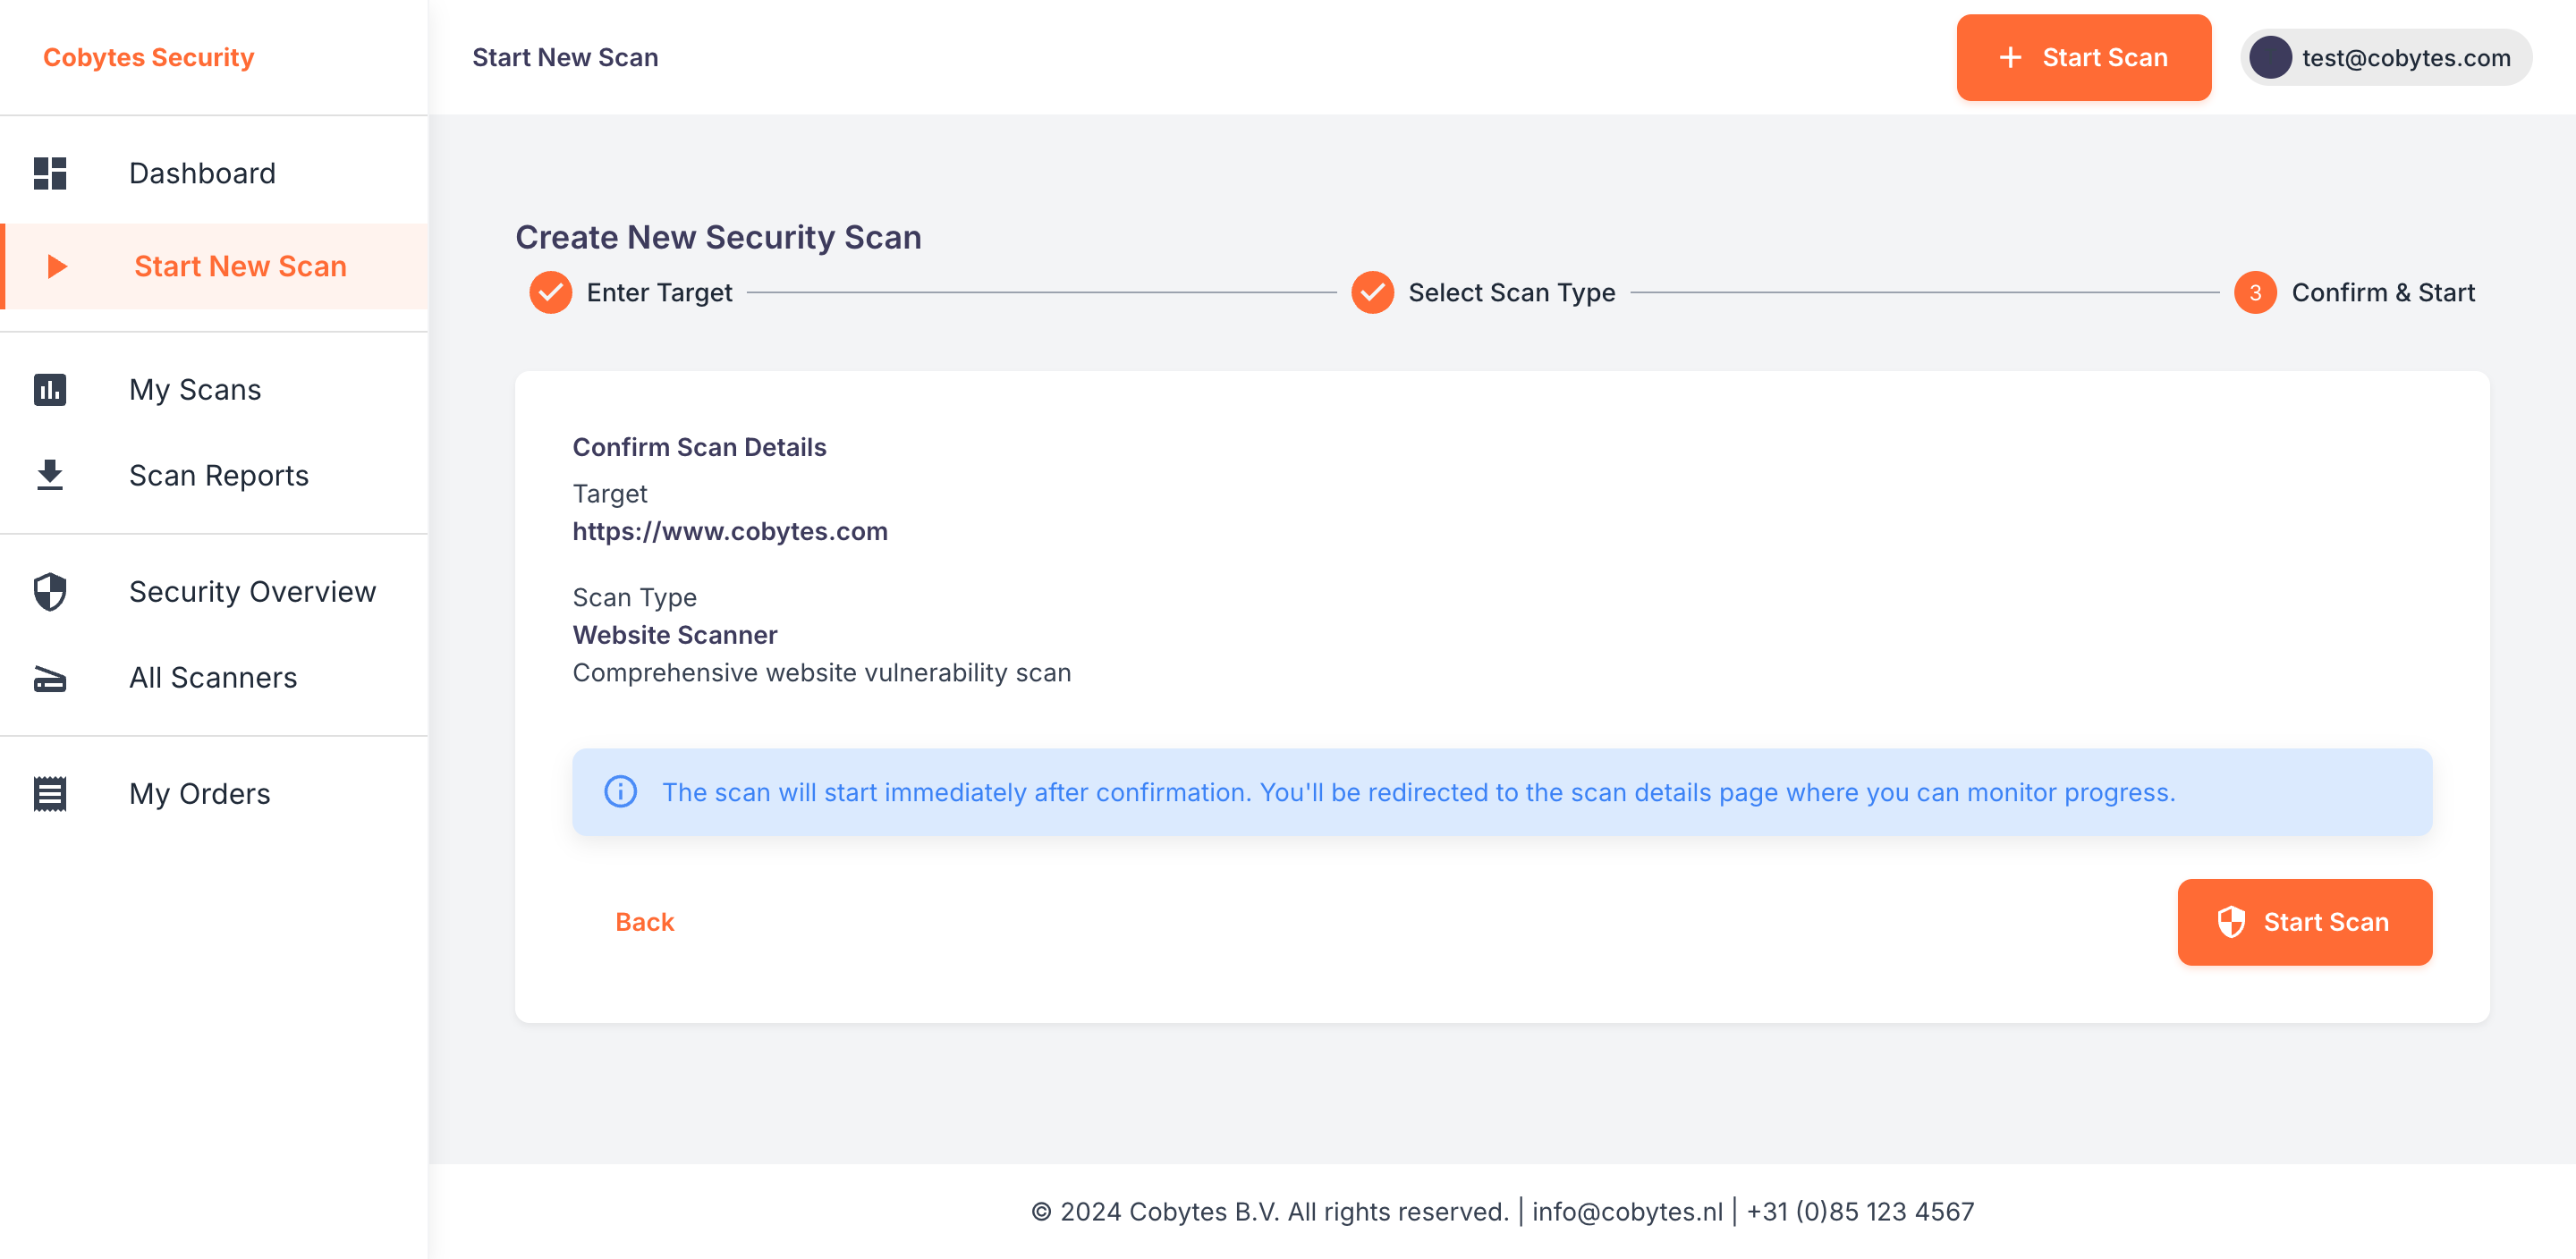 Cobytes Security
Start New Scan
Start Scan
test@cobytes.com
Dashboard
Start New Scan
My Scans
Scan Reports
Security Overview
All Scanners
My Orders
Create New Security Scan
Enter Target
Select Scan Type
3 Confirm & Start
Confirm Scan Details
Target
https://www.cobytes.com
Scan Type
Website Scanner
Comprehensive website vulnerability scan
The scan will start immediately after confirmation. You'll be redirected to the scan details page where you can monitor progress.
Back
Start Scan
© 2024 Cobytes B.V. All rights reserved. | info@cobytes.nl | +31 (0)85 123 4567